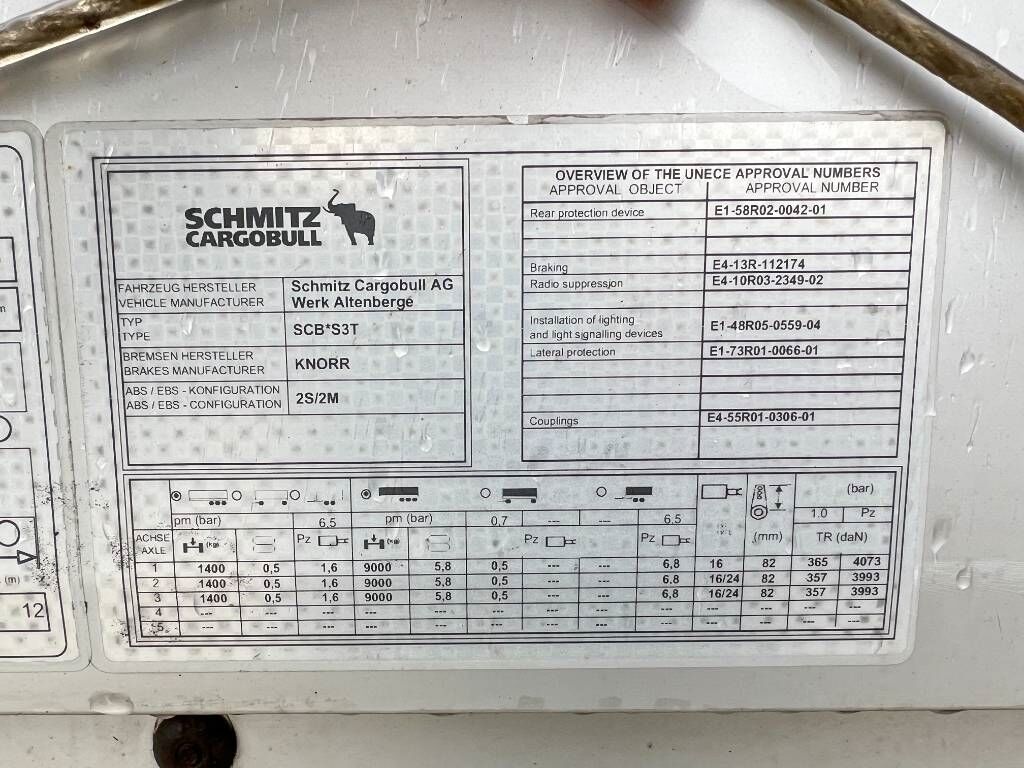 SCHMITZ
CARGOBULL
FAHRZEUG HERSTELLER
VEHICLE MANUFACTURER
Schmitz Cargobull AG
Werk Altenberge
TYP
TYPE
SCB*S3T
BREMSEN HERSTELLER
BRAKES MANUFACTURER
KNORR
ABS / EBS - KONFIGURATION
ABS / EBS - CONFIGURATION
2S/2M
OVERVIEW OF THE UNECE APPROVAL NUMBERS
APPROVAL OBJECT APPROVAL NUMBER
Rear protection device E1-58R02-0042-01
Braking E4-13R-112174
Radio suppression E4-10R03-2349-02
Installation of lighting
and light signalling devices E1-48R05-0559-04
Lateral protection E1-73R01-0066-01
Couplings E4-55R01-0306-01
(bar)
pm (bar) 6,5 pm (bar) 0,7 --- --- 6,5 1.0 Pz
ACHSE
AXLE
(kg) Pz (kg) Pz Pz (mm) TR (daN)
1 1400 0,5 1,6 9000 5,8 0,5 --- --- 6,8 16 82 365 4073
2 1400 0,5 1,6 9000 5,8 0,5 --- --- 6,8 16/24 82 357 3993
3 1400 0,5 1,6 9000 5,8 0,5 --- --- 6,8 16/24 82 357 3993
4 --- --- --- --- --- --- --- --- --- --- --- --- ---
5 --- --- --- --- --- --- --- --- --- --- --- --- ---
m
(m)
12